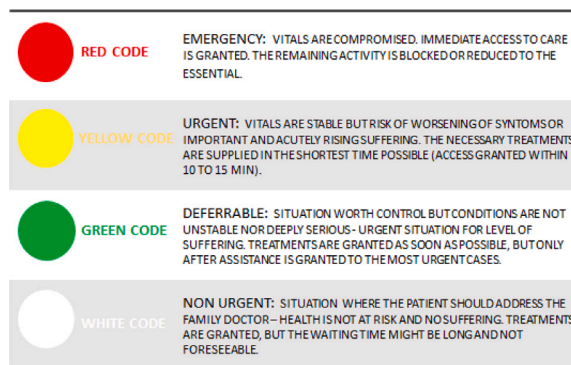 RED CODE
EMERGENCY: VITALS ARE COMPROMISED. IMMEDIATE ACCESS TO CARE
IS GRANTED. THE REMAINING ACTIVITY IS BLOCKED OR REDUCED TO THE
ESSENTIAL.
YELLOW CODE
URGENT: VITALS ARE STABLE BUT RISK OF WORSENING OF SYNTOMS OR
IMPORTANT AND ACUTELY RISING SUFFERING. THE NECESSARY TREATMENTS
ARE SUPPLIED IN THE SHORTEST TIME POSSIBLE (ACCESS GRANTED WITHIN
10 TO 15 MIN).
GREEN CODE
DEFERRABLE: SITUATION WORTH CONTROL BUT CONDITIONS ARE NOT
UNSTABLE NOR DEEPLY SERIOUS - URGENT SITUATION FOR LEVEL OF
SUFFERING. TREATMENTS ARE GRANTED AS SOON AS POSSIBLE, BUT ONLY
AFTER ASSISTANCE IS GRANTED TO THE MOST URGENT CASES.
WHITE CODE
NON URGENT: SITUATION WHERE THE PATIENT SHOULD ADDRESS THE
FAMILY DOCTOR – HEALTH IS NOT AT RISK AND NO SUFFERING. TREATMENTS
ARE GRANTED, BUT THE WAITING TIME MIGHT BE LONG AND NOT
FORESEEABLE.